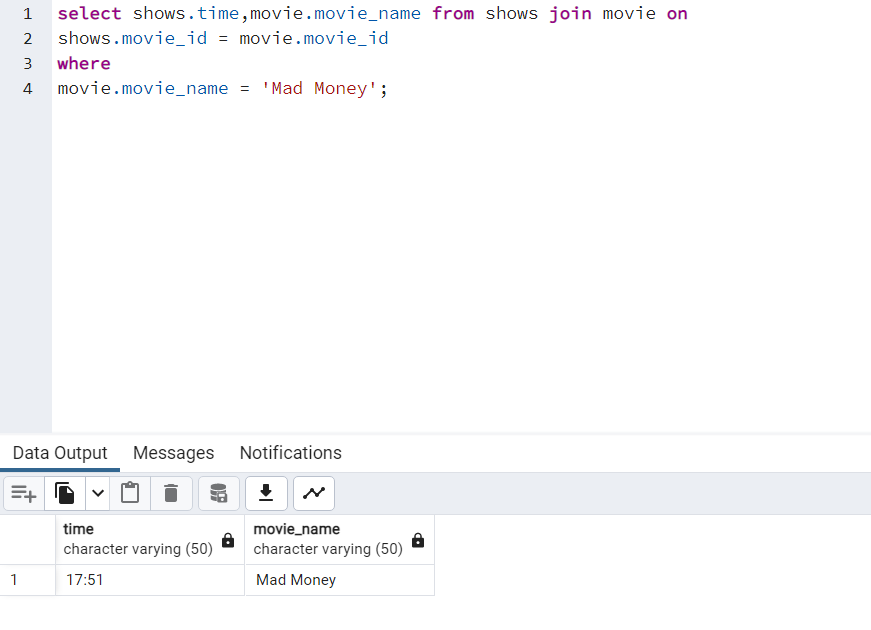 1 select shows.time,movie.movie_name from shows join movie on
2 shows.movie_id = movie.movie_id
3 where
4 movie.movie_name = 'Mad Money';
Data Output Messages Notifications
time movie_name
character varying (50) character varying (50)
1 17:51 Mad Money